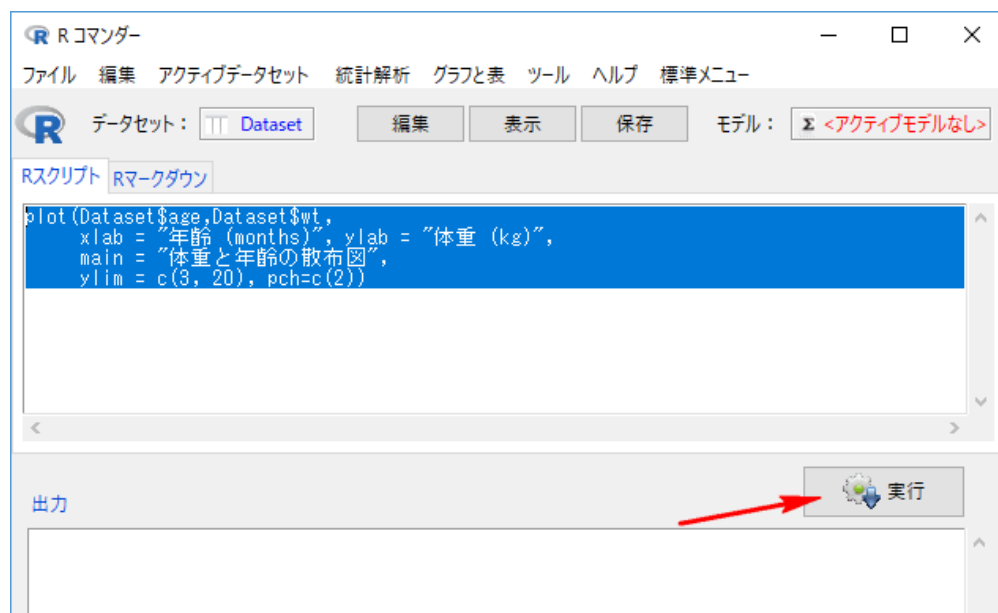 R コマンダー
ファイル 編集 アクティブデータセット 統計解析 グラフと表 ツール ヘルプ 標準メニュー
R データセット： Dataset 編集 表示 保存 モデル： Σ <アクティブモデルなし>
Rスクリプト Rマークダウン
plot(Dataset$age,Dataset$wt,
xlab = "年齢 (months)", ylab = "体重 (kg)",
main = "体重と年齢の散布図",
ylim = c(3, 20), pch=c(2))
実行
出力